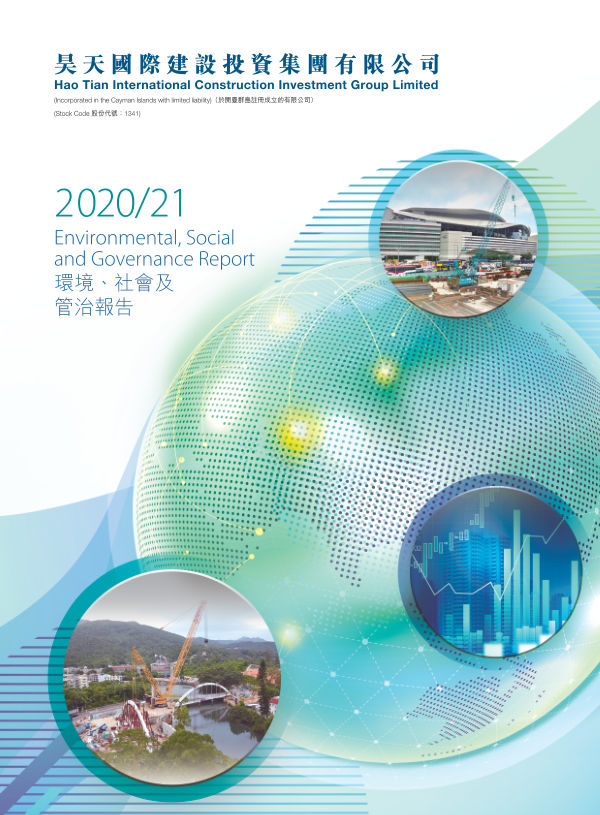 昊天國際建設投資集團有限公司
Hao Tian International Construction Investment Group Limited
(Incorporated in the Cayman Islands with limited liability)（於開曼群島註冊成立的有限公司）
(Stock Code 股份代號：1341)
2020/21
Environmental, Social
and Governance Report
環境、社會及
管治報告